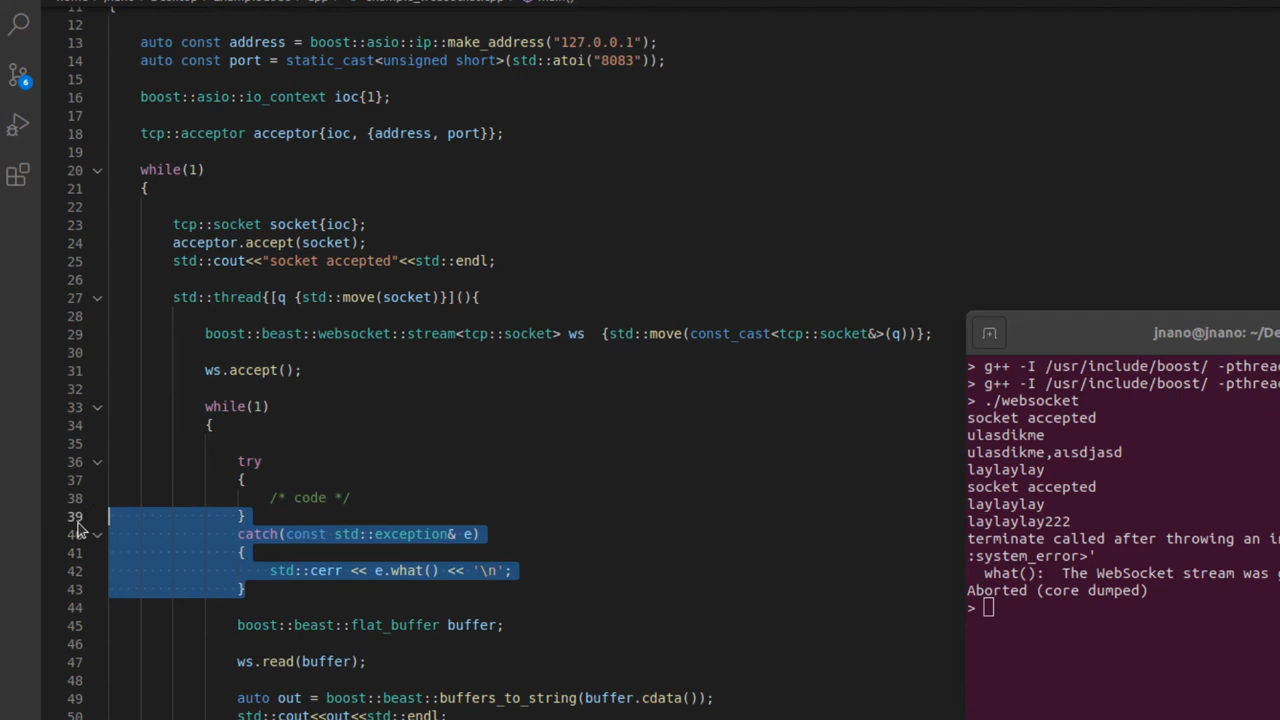 11 {
12
13 auto const address = boost::asio::ip::make_address("127.0.0.1");
14 auto const port = static_cast<unsigned short>(std::atoi("8083"));
15
16 boost::asio::io_context ioc{1};
17
18 tcp::acceptor acceptor{ioc, {address, port}};
19
20 while(1)
21 {
22
23 tcp::socket socket{ioc};
24 acceptor.accept(socket);
25 std::cout<<"socket accepted"<<std::endl;
26
27 std::thread{[q {std::move(socket)}](){
28
29 boost::beast::websocket::stream<tcp::socket> ws {std::move(const_cast<tcp::socket&>(q))};
30
31 ws.accept();
32
33 while(1)
34 {
35
36 try
37 {
38 /* code */
39 }
40 catch(const std::exception& e)
41 {
42 std::cerr << e.what() << '\n';
43 }
44
45 boost::beast::flat_buffer buffer;
46
47 ws.read(buffer);
48
49 auto out = boost::beast::buffers_to_string(buffer.cdata());
50 std::cout<<out<<std::endl;
6
jnano@jnano: ~/De
> g++ -I /usr/include/boost/ -pthread
> g++ -I /usr/include/boost/ -pthread
> ./websocket
socket accepted
ulasdikme
ulasdikme,aısdjasd
laylaylay
socket accepted
laylaylay
laylaylay222
terminate called after throwing an in
:system_error>'
what(): The WebSocket stream was g
Aborted (core dumped)
>